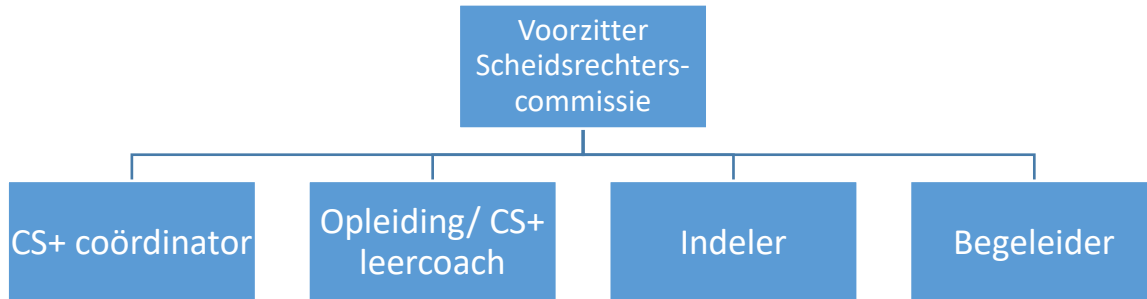 Voorzitter
Scheidsrechters-
commissie
CS+ coördinator
Opleiding/ CS+
leercoach
Indeler
Begeleider